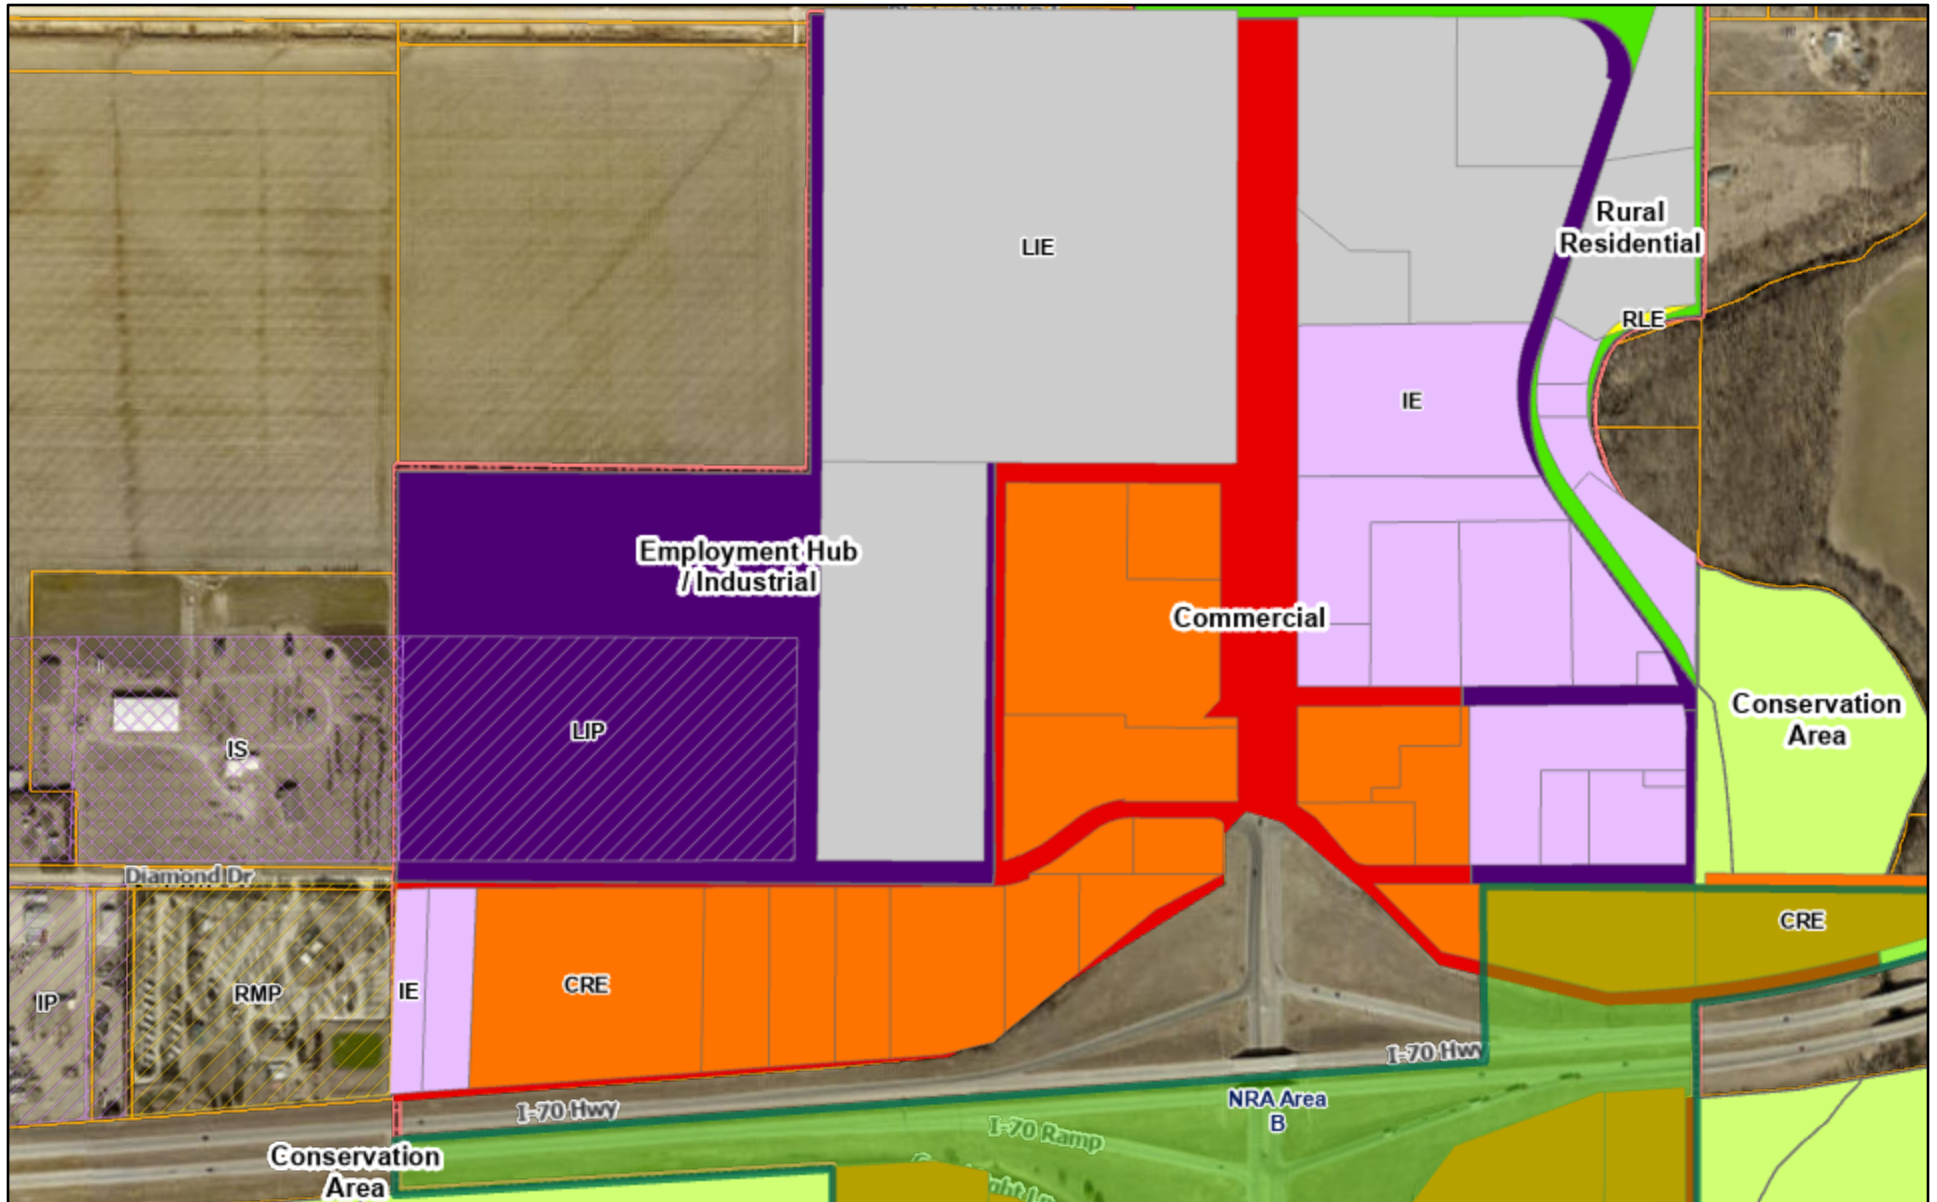 LIE
Rural
Residential
RLE
IE
Employment Hub
/ Industrial
Commercial
Conservation
Area
LIP
IS
Diamond Dr
CRE
IP
RMP
IE
CRE
I-70 Hwy
NRA Area
B
I-70 Hwy
I-70 Ramp
Conservation
Area